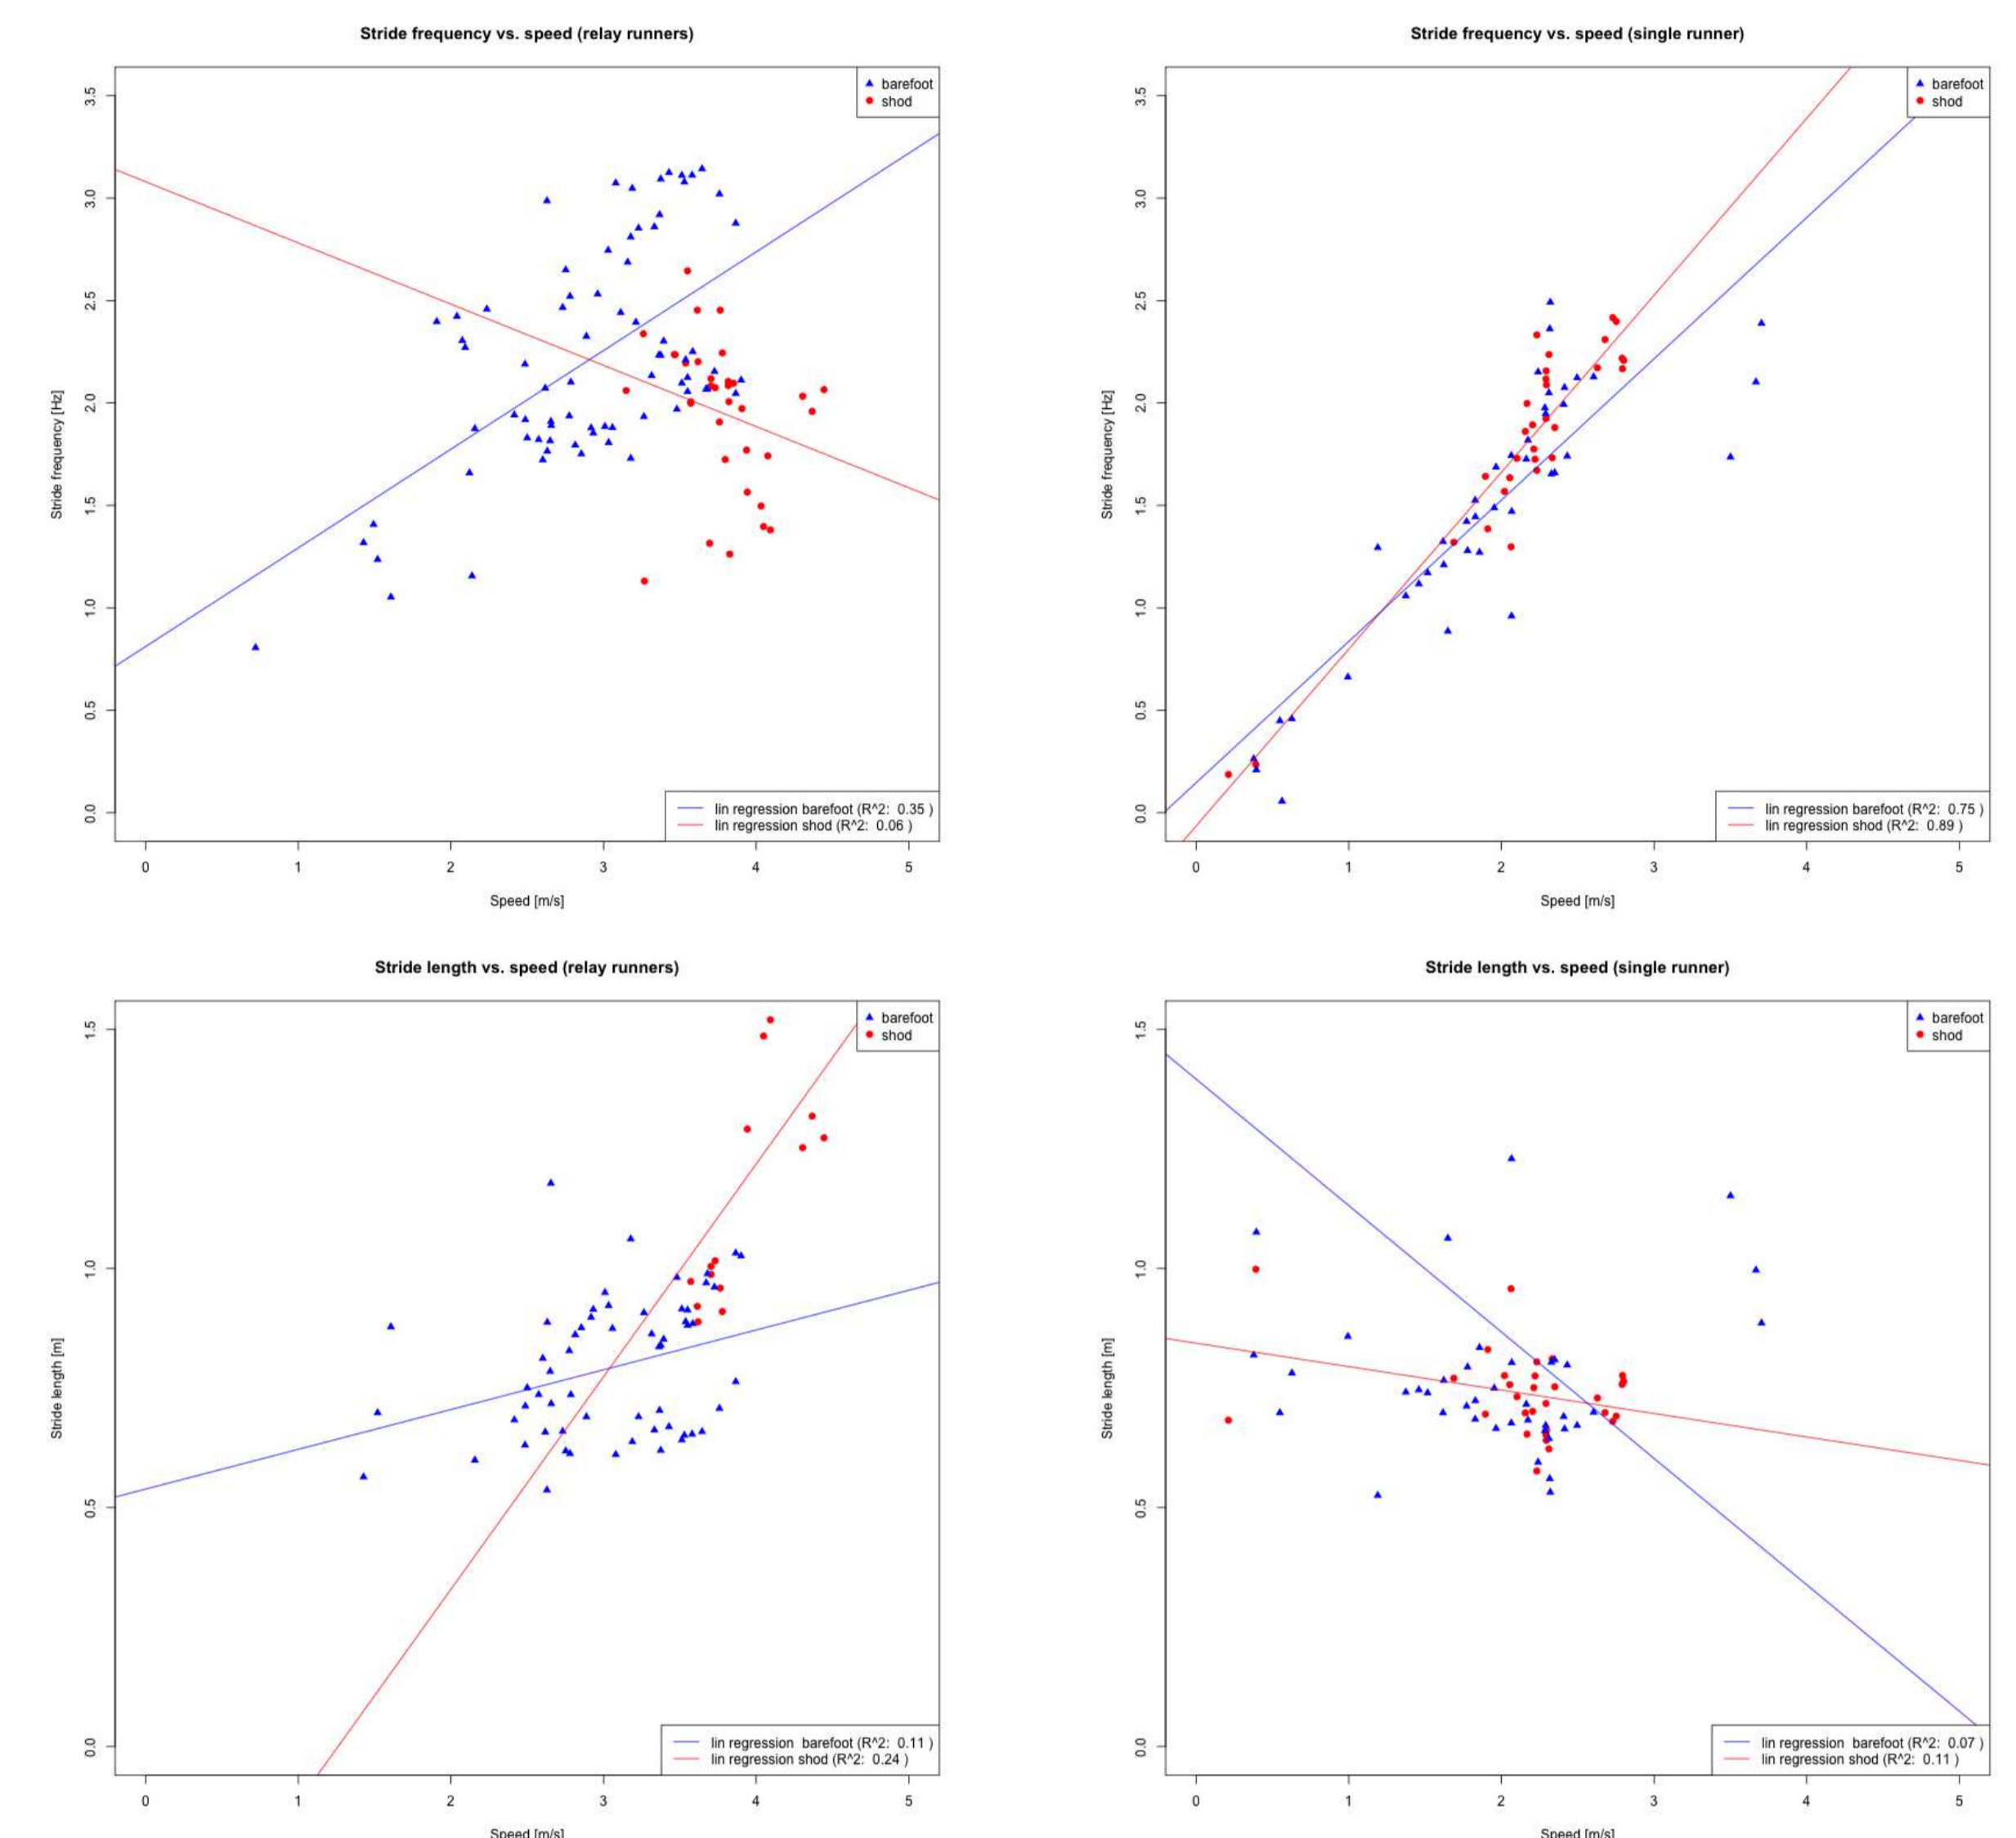 Stride frequency vs. speed (relay runners)
barefoot
shod
Stride frequency [Hz]
3.5
3.0
2.5
2.0
1.5
1.0
0.5
0.0
lin regression barefoot (R^2: 0.35 )
lin regression shod (R^2: 0.06 )
0 1 2 3 4 5
Speed [m/s]
Stride frequency vs. speed (single runner)
barefoot
shod
Stride frequency [Hz]
3.5
3.0
2.5
2.0
1.5
1.0
0.5
0.0
lin regression barefoot (R^2: 0.75 )
lin regression shod (R^2: 0.89 )
0 1 2 3 4 5
Speed [m/s]
Stride length vs. speed (relay runners)
barefoot
shod
Stride length [m]
1.5
1.0
0.5
0.0
lin regression barefoot (R^2: 0.11 )
lin regression shod (R^2: 0.24 )
0 1 2 3 4 5
Speed [m/s]
Stride length vs. speed (single runner)
barefoot
shod
Stride length [m]
1.5
1.0
0.5
0.0
lin regression barefoot (R^2: 0.07 )
lin regression shod (R^2: 0.11 )
0 1 2 3 4 5
Speed [m/s]